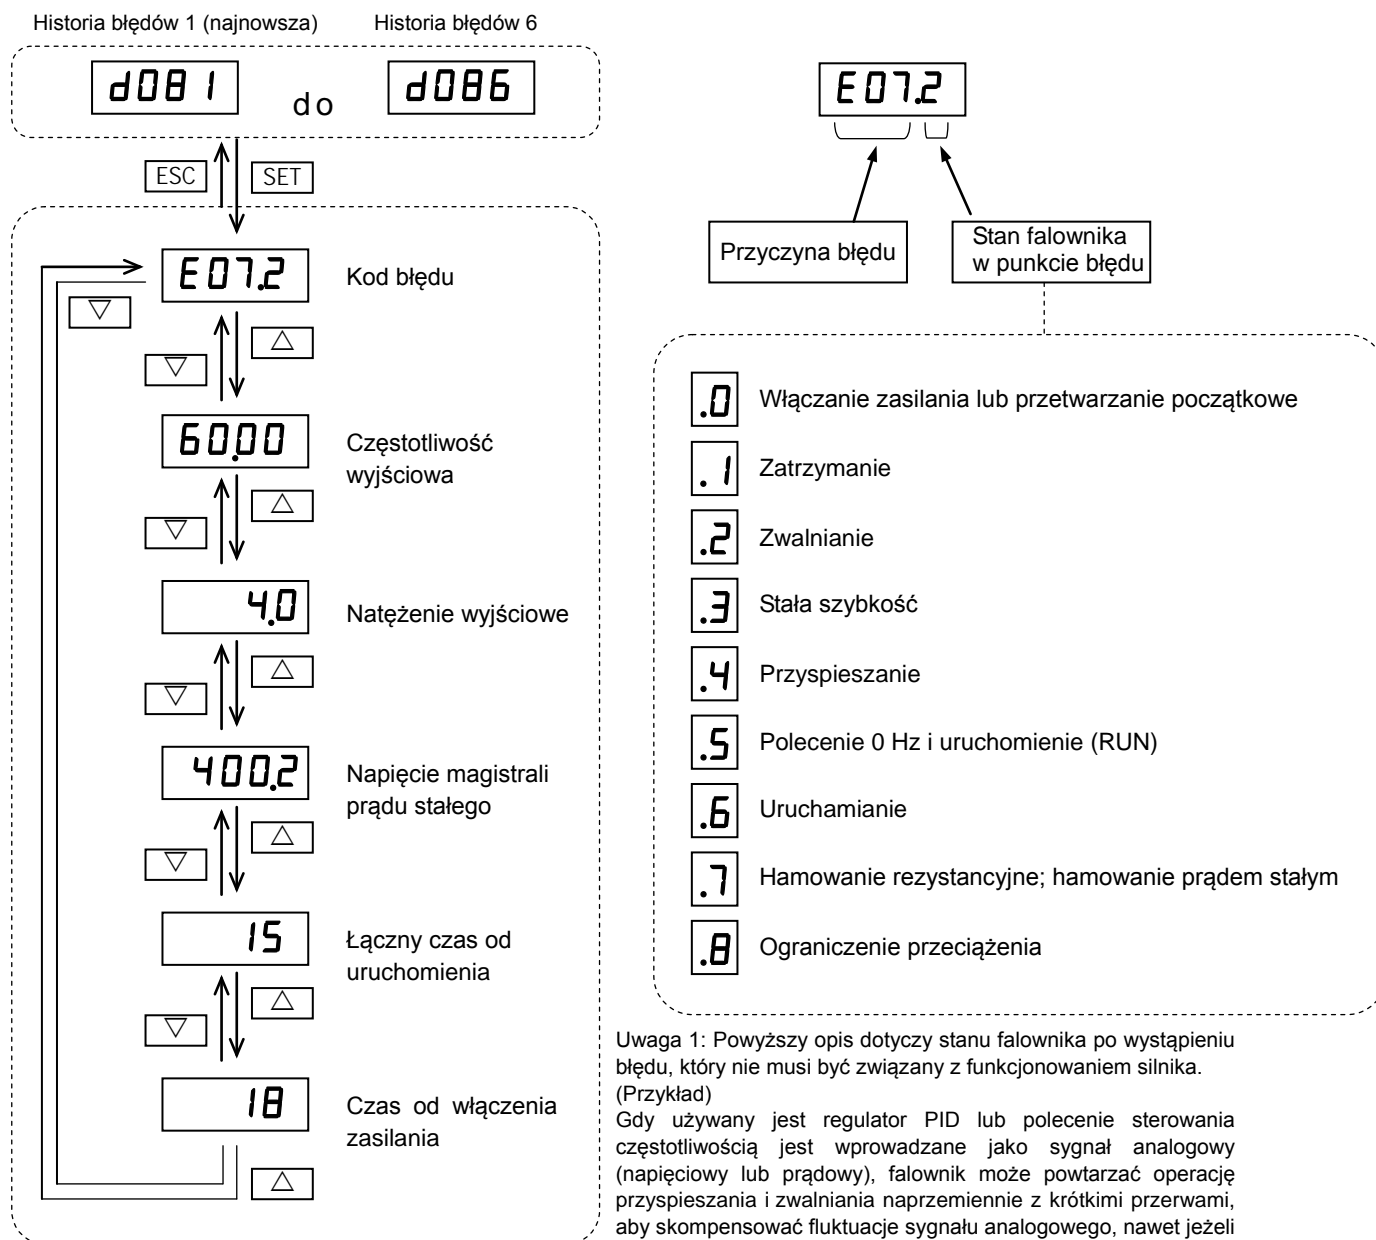 Historia błędów 1 (najnowsza)
Historia błędów 6
d081
do
d086
ESC
SET
E07.2
Kod błędu
60.00
Częstotliwość
wyjściowa
4.0
Natężenie wyjściowe
400.2
Napięcie magistrali
prądu stałego
15
Łączny czas od
uruchomienia
18
Czas od włączenia
zasilania
E07.2
Przyczyna błędu
Stan falownika
w punkcie błędu
.0 Włączanie zasilania lub przetwarzanie początkowe
.1 Zatrzymanie
.2 Zwalnianie
.3 Stała szybkość
.4 Przyspieszanie
.5 Polecenie 0 Hz i uruchomienie (RUN)
.6 Uruchamianie
.7 Hamowanie rezystancyjne; hamowanie prądem stałym
.8 Ograniczenie przeciążenia
Uwaga 1: Powyższy opis dotyczy stanu falownika po wystąpieniu
błędu, który nie musi być związany z funkcjonowaniem silnika.
(Przykład)
Gdy używany jest regulator PID lub polecenie sterowania
częstotliwością jest wprowadzane jako sygnał analogowy
(napięciowy lub prądowy), falownik może powtarzać operację
przyspieszania i zwalniania naprzemiennie z krótkimi przerwami,
aby skompensować fluktuacje sygnału analogowego, nawet jeżeli